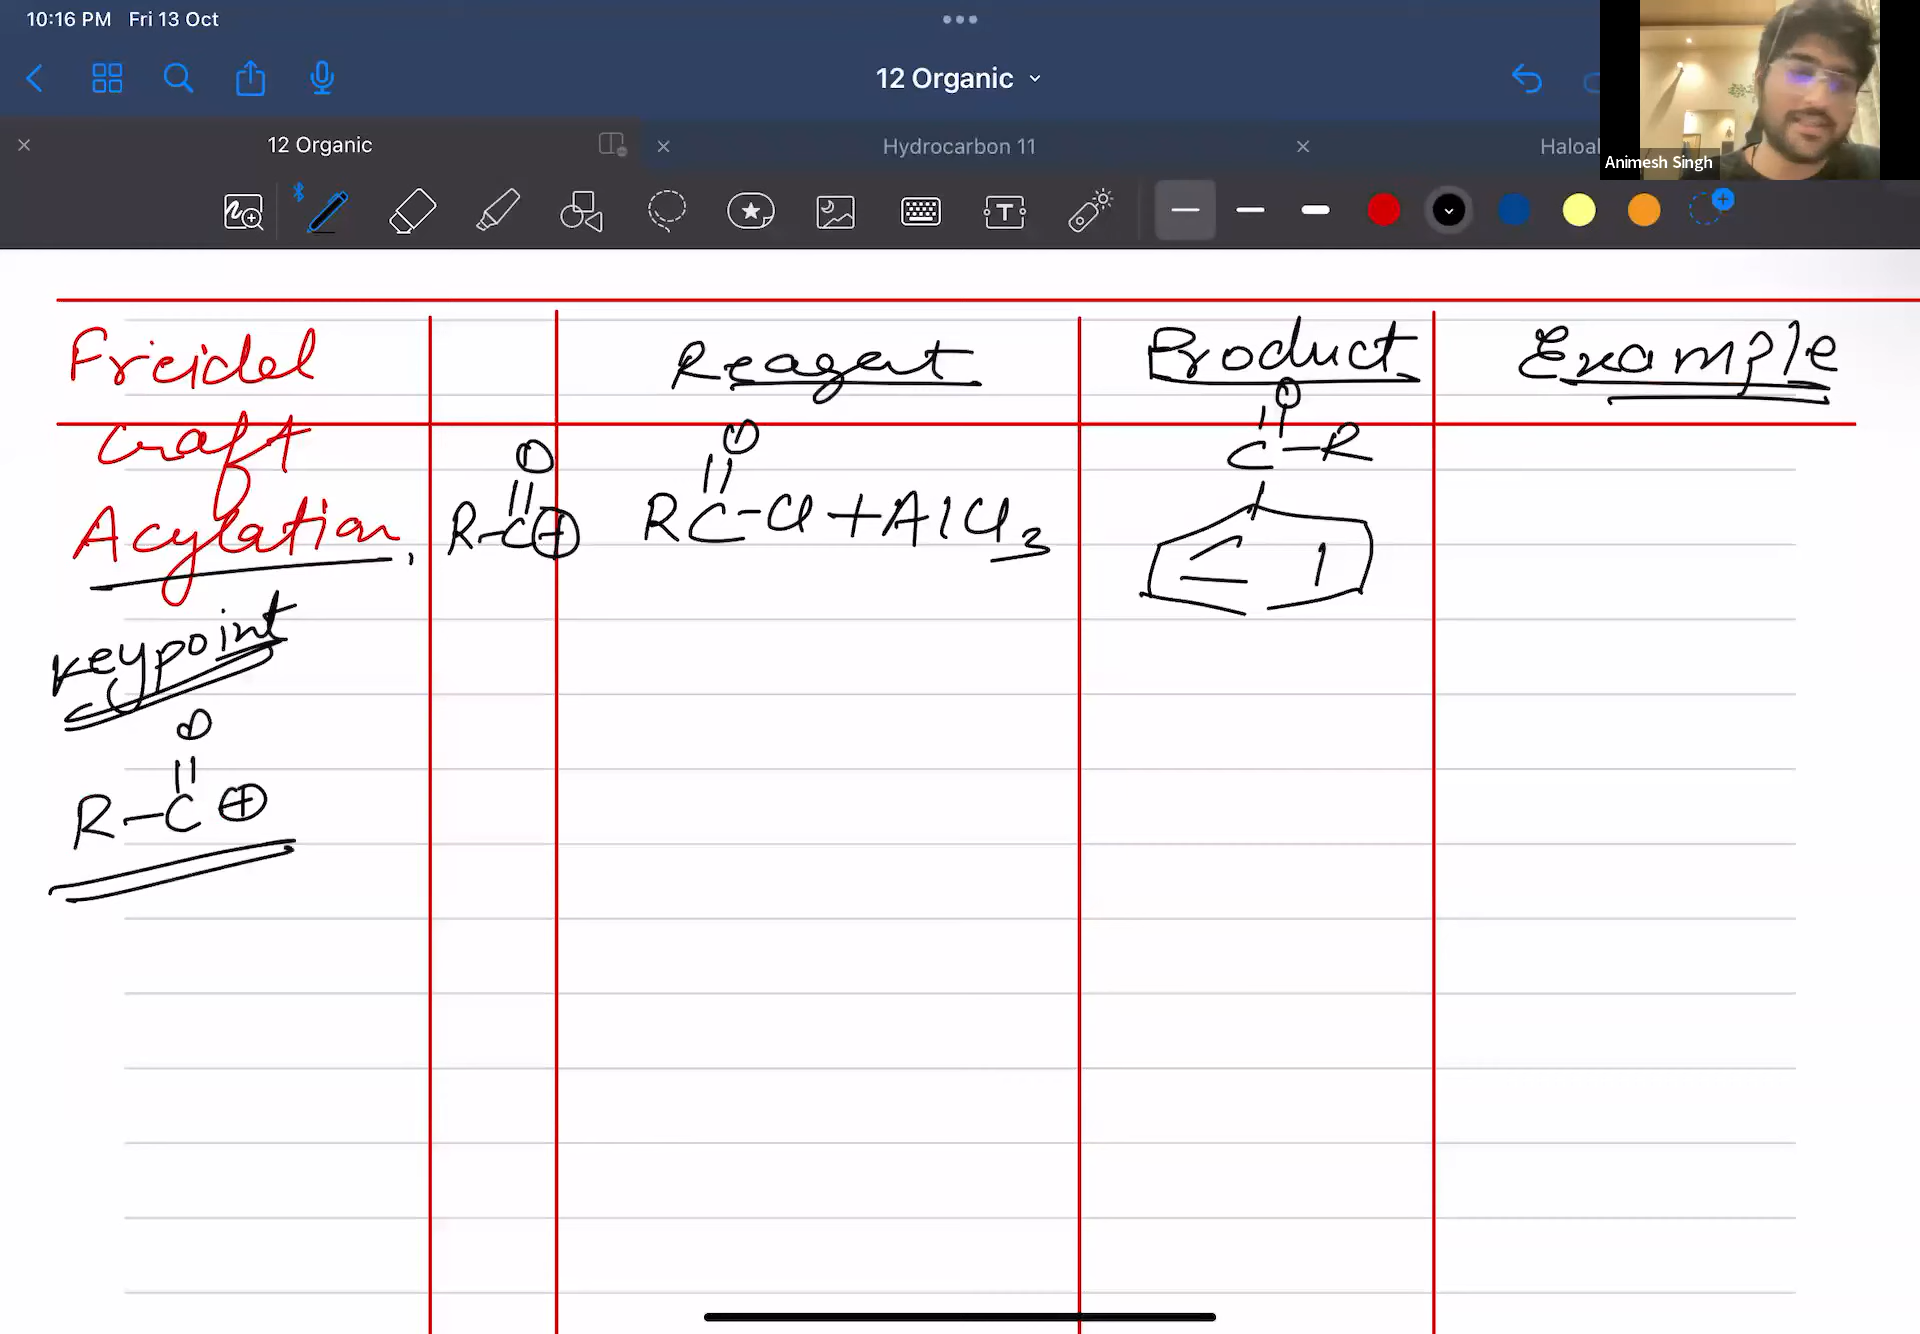 10:16 PM Fri 13 Oct
12 Organic
12 Organic
Hydrocarbon 11
Haloal
Animesh Singh
Freidel
Craft
Acylation,
Reagent
Product
Example
O
R-C⊕
O
RC-Cl+AlCl3
O
C-R
Keypoint
O
R-C⊕